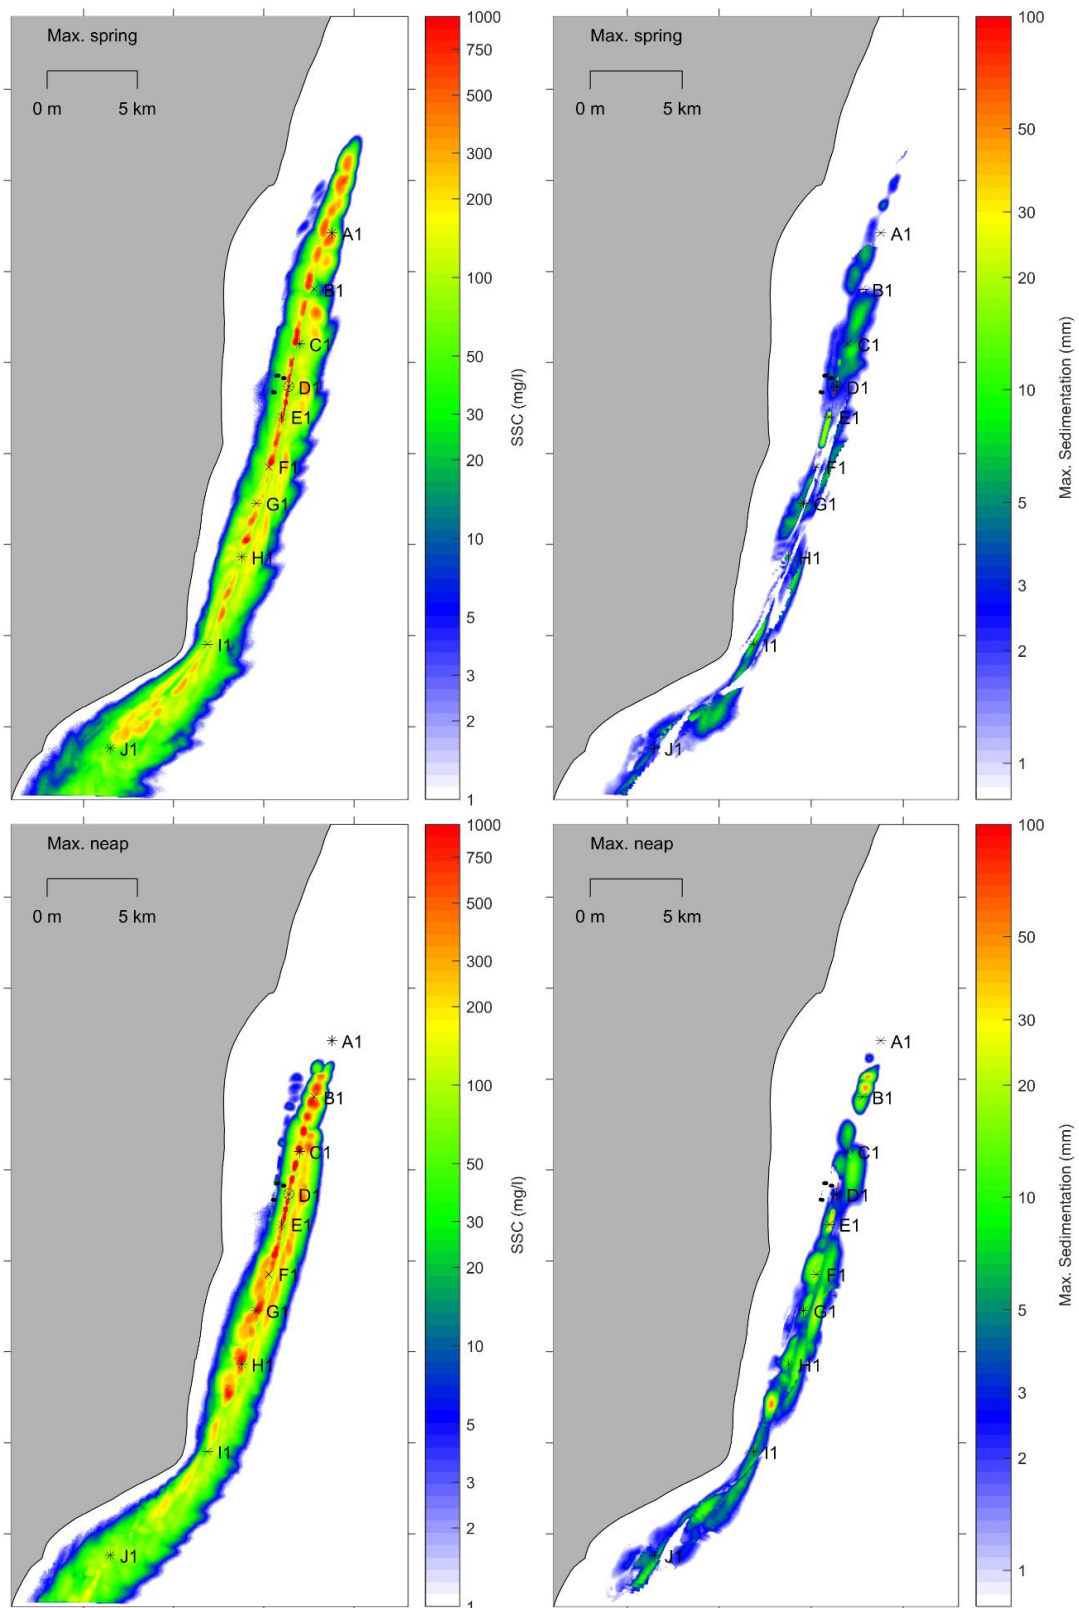 Max. spring
0 m 5 km
A1
B1
C1
D1
E1
F1
G1
H1
I1
J1
1000
750
500
300
200
100
50
30
20
10
5
3
2
1
SSC (mg/l)
Max. spring
0 m 5 km
A1
B1
C1
D1
E1
F1
G1
H1
I1
J1
100
50
30
20
10
5
3
2
1
Max. Sedimentation (mm)
Max. neap
0 m 5 km
A1
B1
C1
D1
E1
F1
G1
H1
I1
J1
1000
750
500
300
200
100
50
30
20
10
5
3
2
1
SSC (mg/l)
Max. neap
0 m 5 km
A1
B1
C1
D1
E1
F1
G1
H1
I1
J1
100
50
30
20
10
5
3
2
1
Max. Sedimentation (mm)